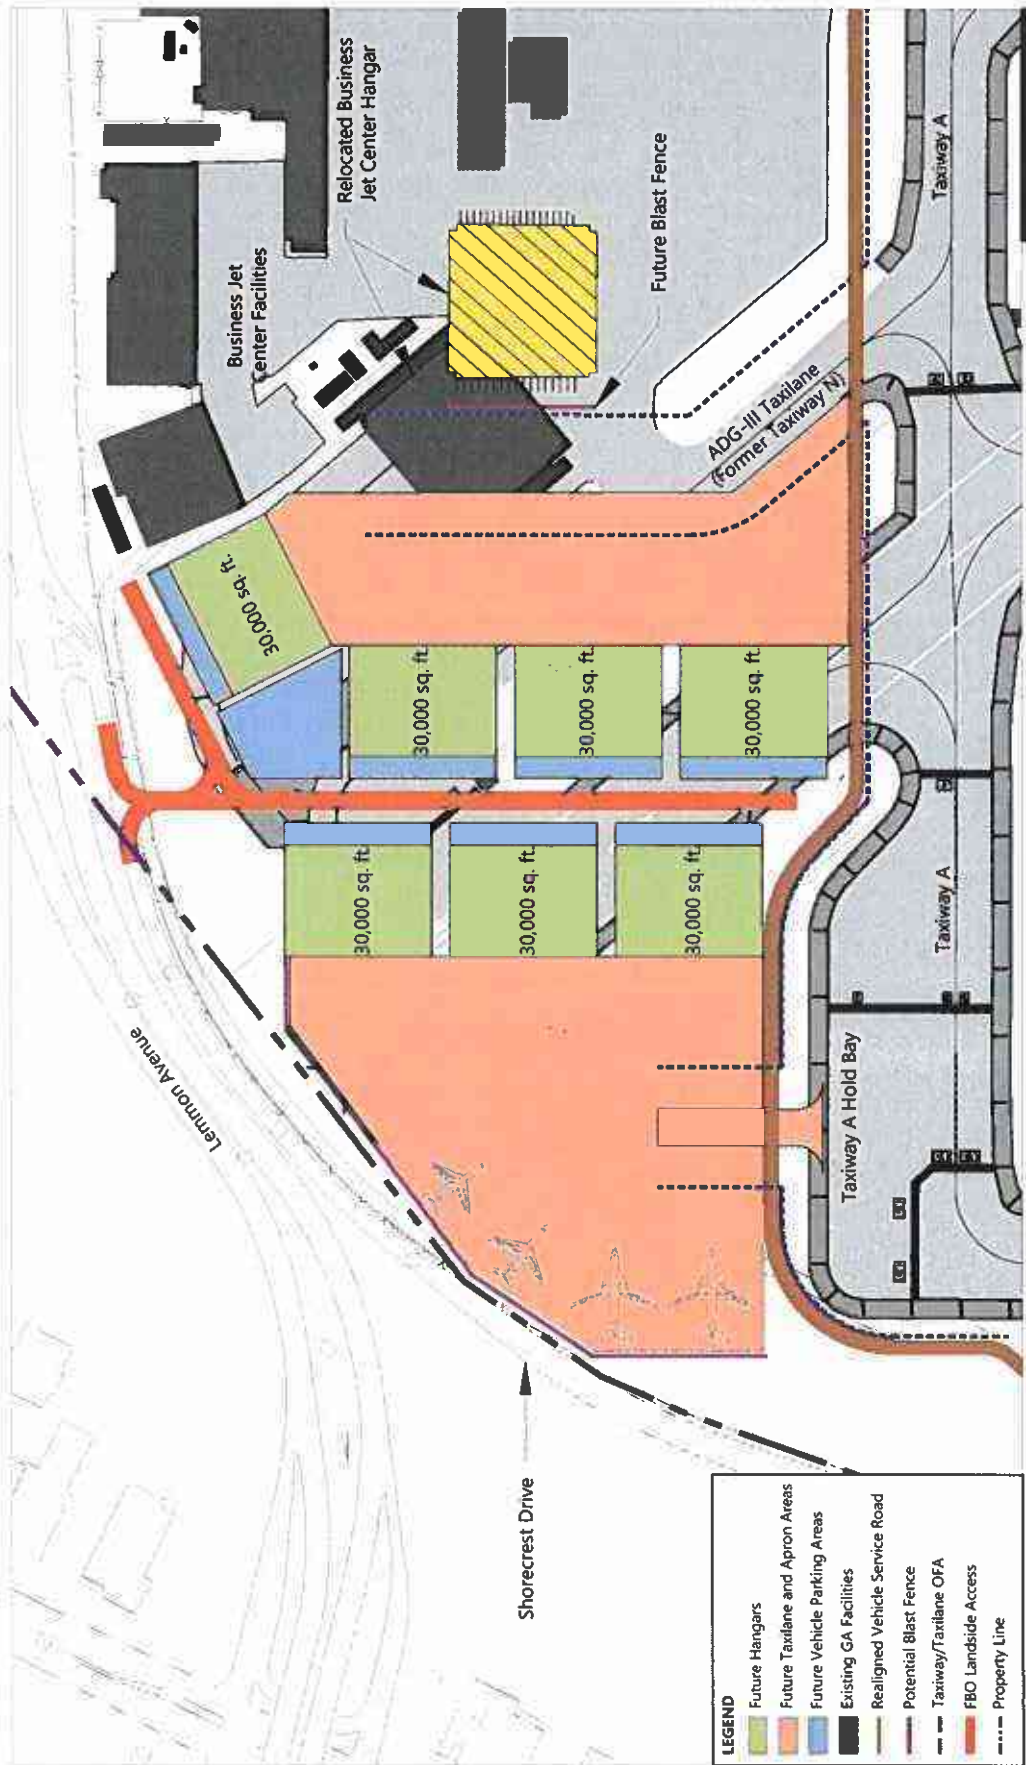 Relocated Business
Jet Center Hangar
Business Jet
enter Facilities
Future Blast Fence
ADG-III Taxilane
(Former Taxiway N)
Taxiway A
30,000 sq. ft.
30,000 sq. ft.
30,000 sq. ft.
30,000 sq. ft.
30,000 sq. ft.
30,000 sq. ft.
30,000 sq. ft.
Lemmon Avenue
Taxiway A
Taxiway A Hold Bay
Shorecrest Drive
LEGEND
Future Hangars
Future Taxilane and Apron Areas
Future Vehicle Parking Areas
Existing GA Facilities
Realigned Vehicle Service Road
Potential Blast Fence
Taxiway/Taxilane OFA
FBO Landside Access
Property Line